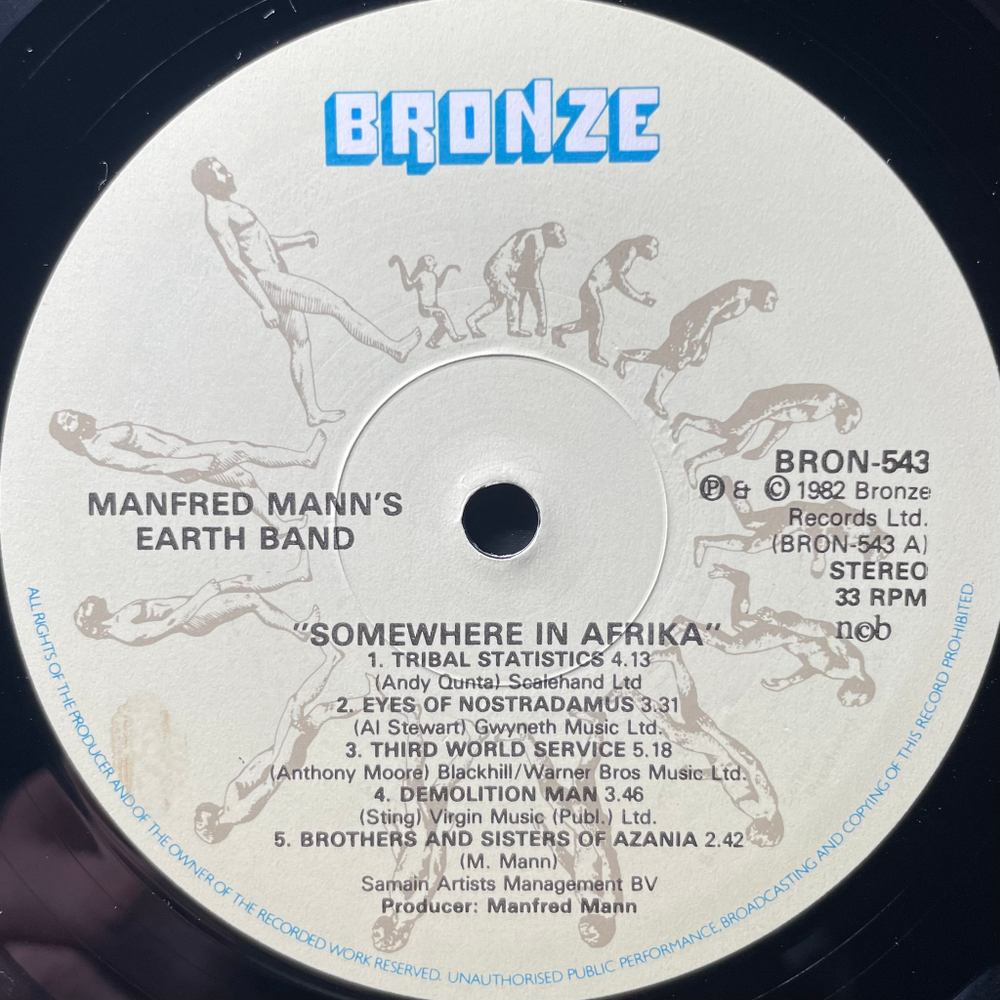 BRONZE
MANFRED MANN'S
EARTH BAND
BRON-543
Ⓟ & © 1982 Bronze
Records Ltd.
(BRON-543 A)
STEREO
33 RPM
n©b
"SOMEWHERE IN AFRIKA"
1. TRIBAL STATISTICS 4.13
(Andy Qunta) Scalehand Ltd
2. EYES OF NOSTRADAMUS 3.31
(Al Stewart) Gwyneth Music Ltd.
3. THIRD WORLD SERVICE 5.18
(Anthony Moore) Blackhill/Warner Bros Music Ltd.
4. DEMOLITION MAN 3.46
(Sting) Virgin Music (Publ.) Ltd.
5. BROTHERS AND SISTERS OF AZANIA 2.42
(M. Mann)
Samain Artists Management BV
Producer: Manfred Mann
ALL RIGHTS OF THE PRODUCER AND OF THE OWNER OF THE RECORDED WORK RESERVED. UNAUTHORISED PUBLIC PERFORMANCE, BROADCASTING AND COPYING OF THIS RECORD PROHIBITED.